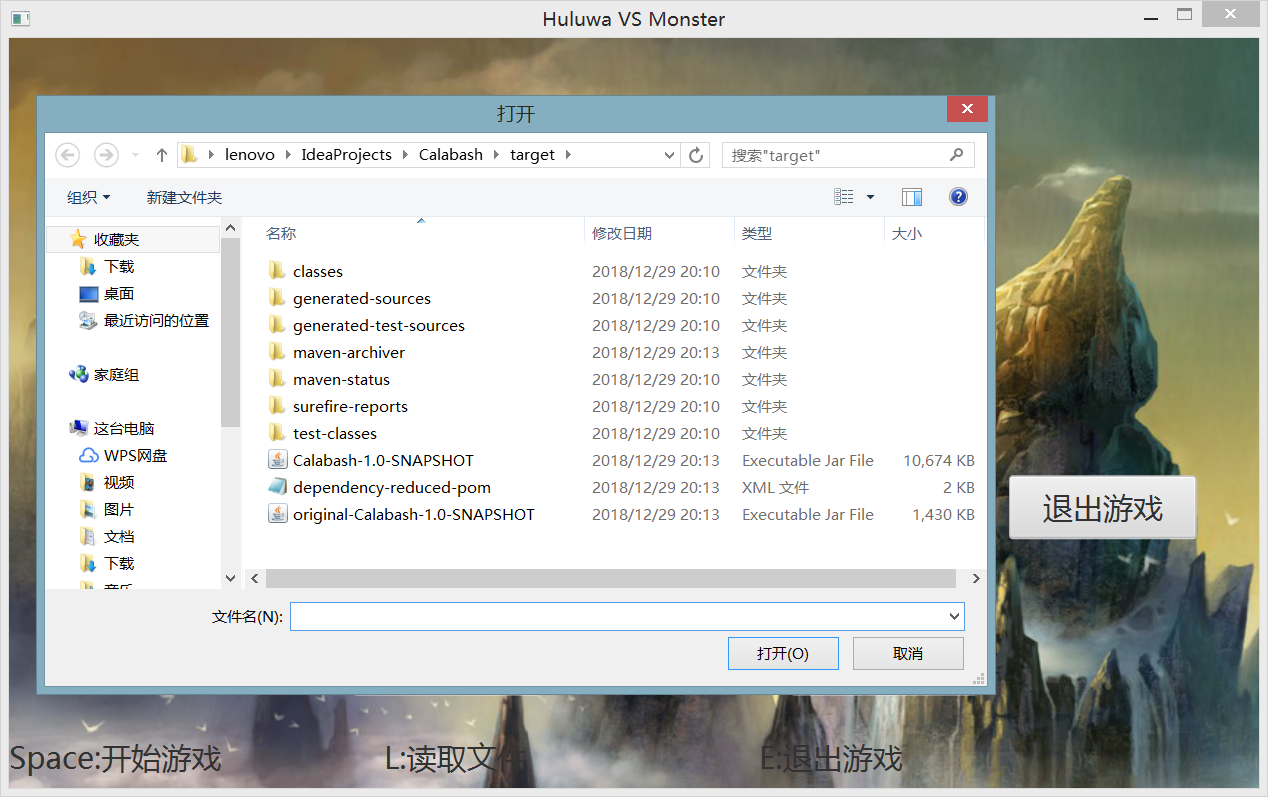 Huluwa VS Monster
打开
lenovo IdeaProjects Calabash target
搜索"target"
组织 新建文件夹
收藏夹
下载
桌面
最近访问的位置
家庭组
这台电脑
WPS网盘
视频
图片
文档
下载
音乐
名称 修改日期 类型 大小
classes 2018/12/29 20:10 文件夹
generated-sources 2018/12/29 20:10 文件夹
generated-test-sources 2018/12/29 20:10 文件夹
maven-archiver 2018/12/29 20:13 文件夹
maven-status 2018/12/29 20:10 文件夹
surefire-reports 2018/12/29 20:10 文件夹
test-classes 2018/12/29 20:10 文件夹
Calabash-1.0-SNAPSHOT 2018/12/29 20:13 Executable Jar File 10,674 KB
dependency-reduced-pom 2018/12/29 20:13 XML 文件 2 KB
original-Calabash-1.0-SNAPSHOT 2018/12/29 20:13 Executable Jar File 1,430 KB
文件名(N):
打开(O) 取消
退出游戏
Space:开始游戏 L:读取文件 E:退出游戏